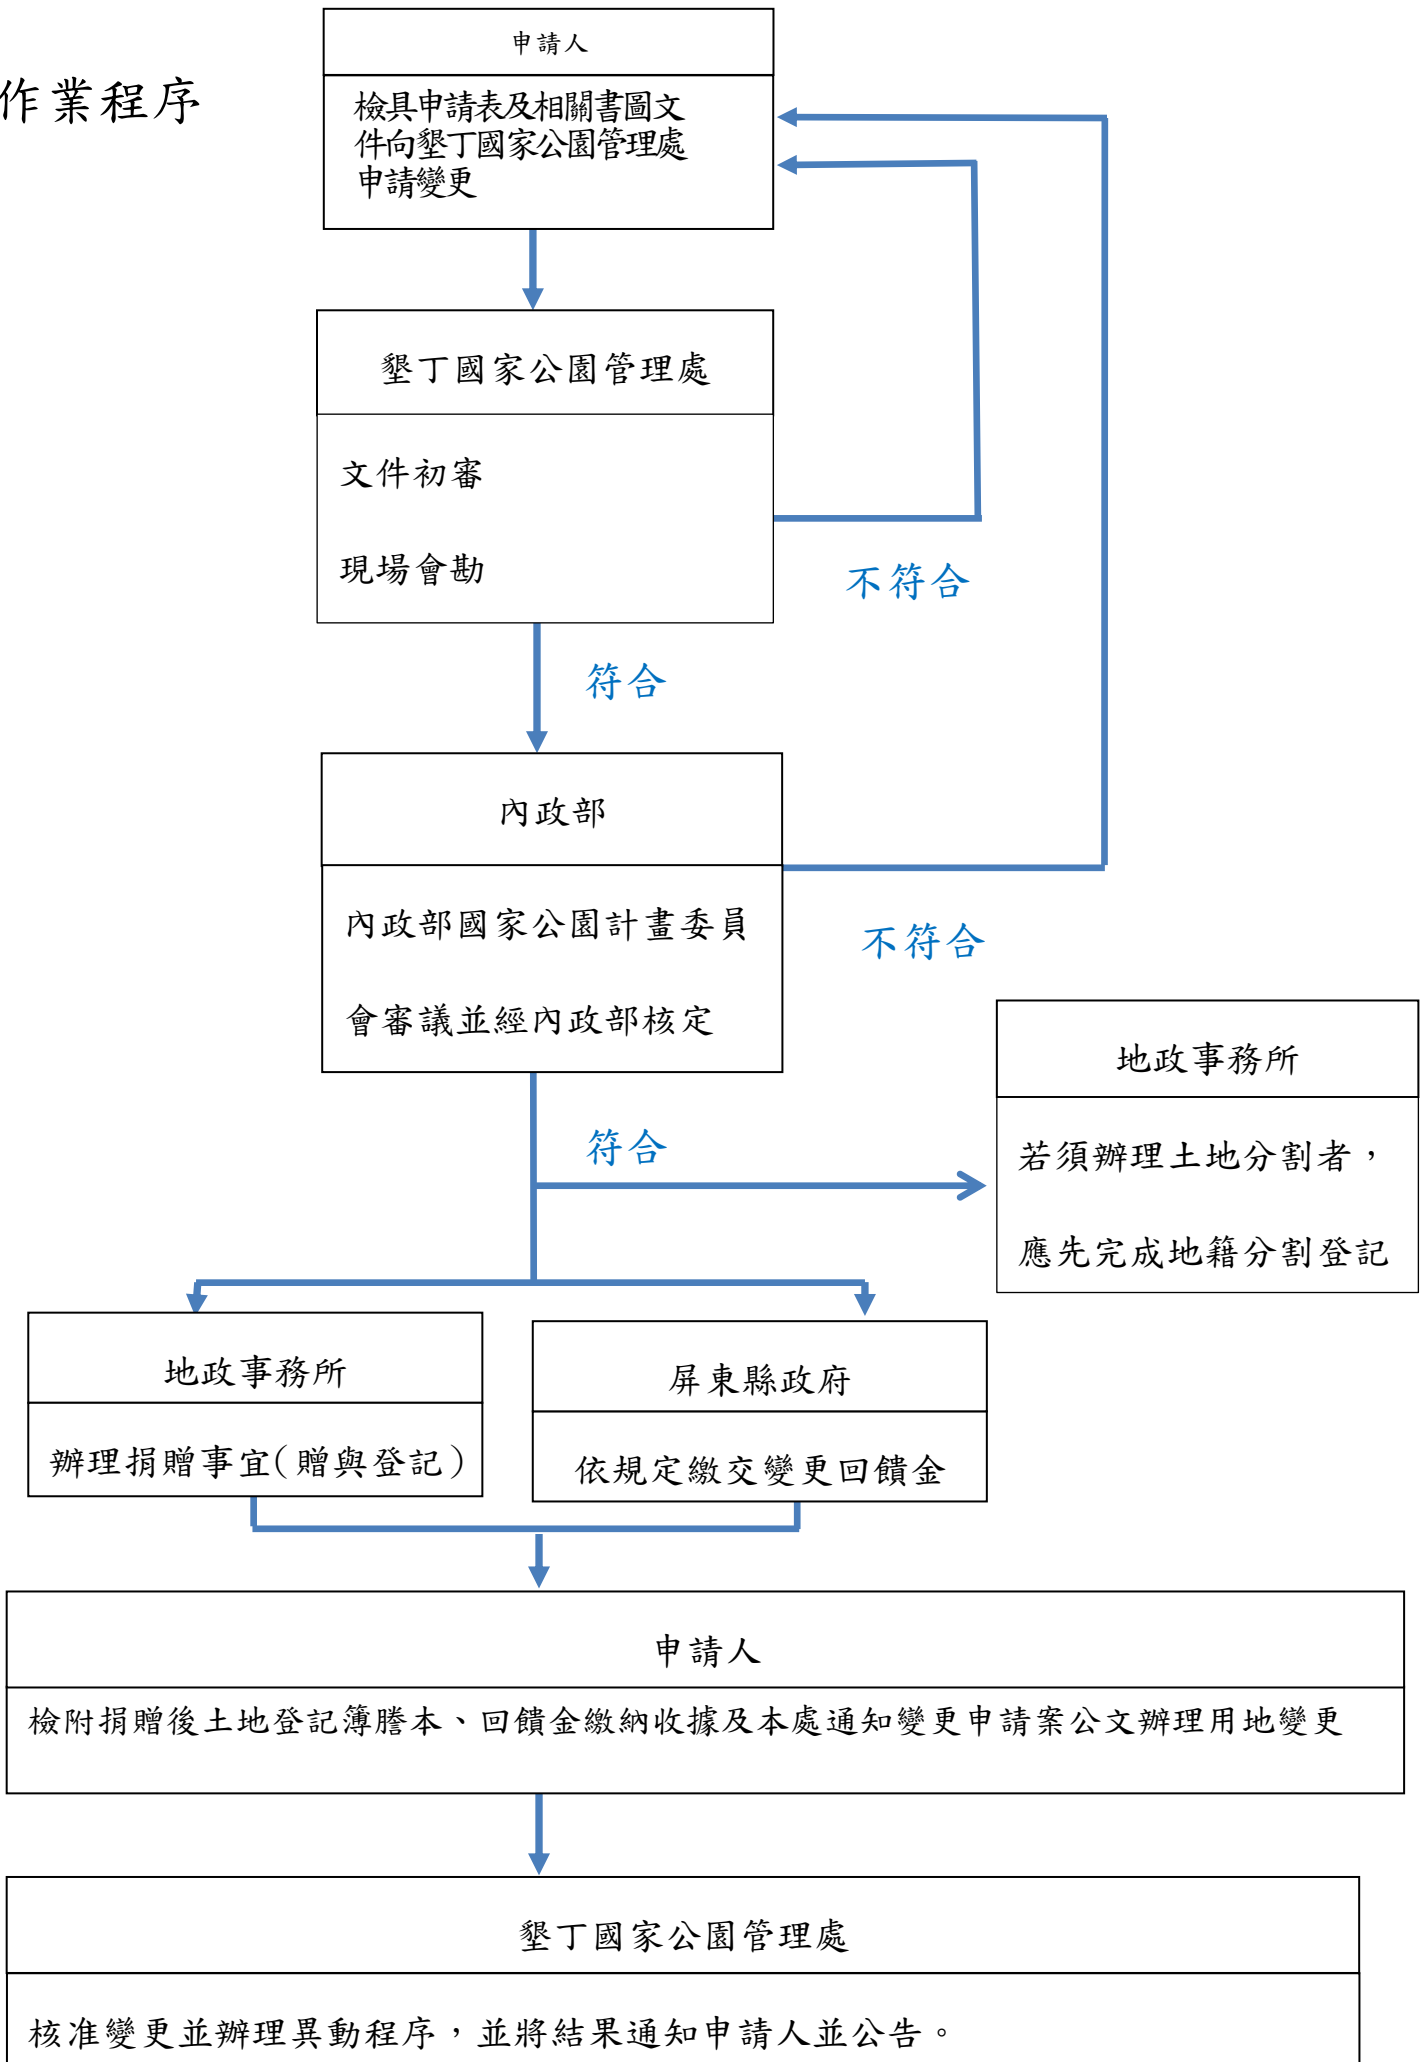 申請人
作業程序
檢具申請表及相關書圖文
件向墾丁國家公園管理處
申請變更
墾丁國家公園管理處
文件初審
現場會勘
不符合
符合
內政部
內政部國家公園計畫委員
會審議並經內政部核定
不符合
地政事務所
若須辦理土地分割者，
應先完成地籍分割登記
符合
地政事務所
辦理捐贈事宜(贈與登記)
屏東縣政府
依規定繳交變更回饋金
申請人
檢附捐贈後土地登記簿謄本、回饋金繳納收據及本處通知變更申請案公文辦理用地變更
墾丁國家公園管理處
核准變更並辦理異動程序，並將結果通知申請人並公告。